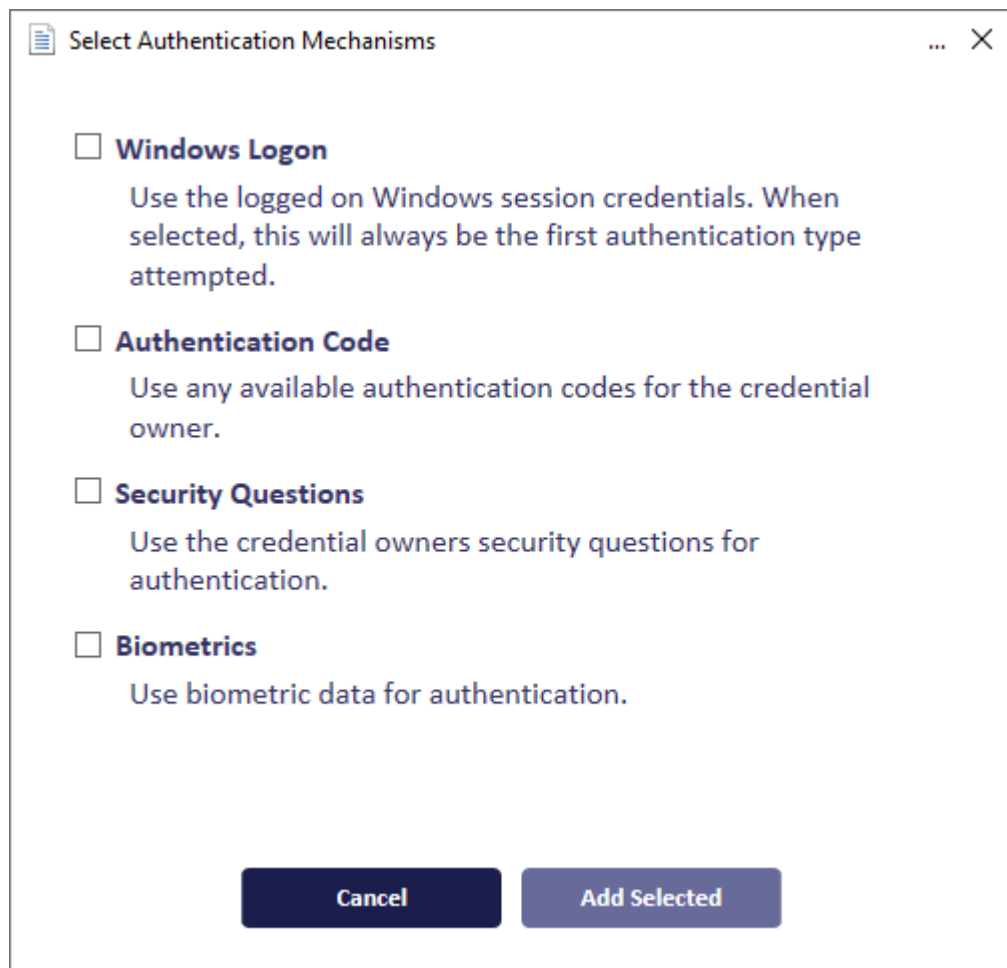 Select Authentication Mechanisms ...
Windows Logon
Use the logged on Windows session credentials. When
selected, this will always be the first authentication type
attempted.
Authentication Code
Use any available authentication codes for the credential
owner.
Security Questions
Use the credential owners security questions for
authentication.
Biometrics
Use biometric data for authentication.
Cancel Add Selected